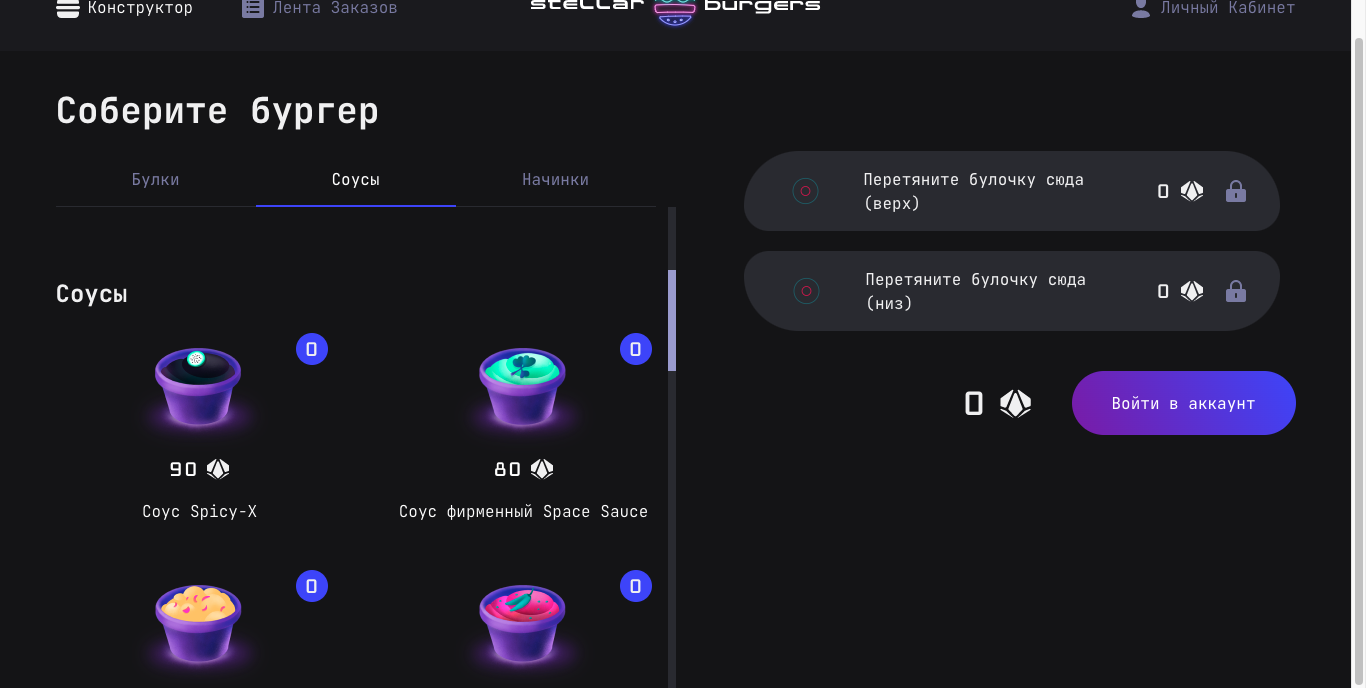 Конструктор
Лента Заказов
stellar burgers
Личный Кабинет
Соберите бургер
Булки
Соусы
Начинки
Соусы
0
0
90
80
Соус Spicy-X
Соус фирменный Space Sauce
0
0
Перетяните булочку сюда
(верх)
0
Перетяните булочку сюда
(низ)
0
0
Войти в аккаунт